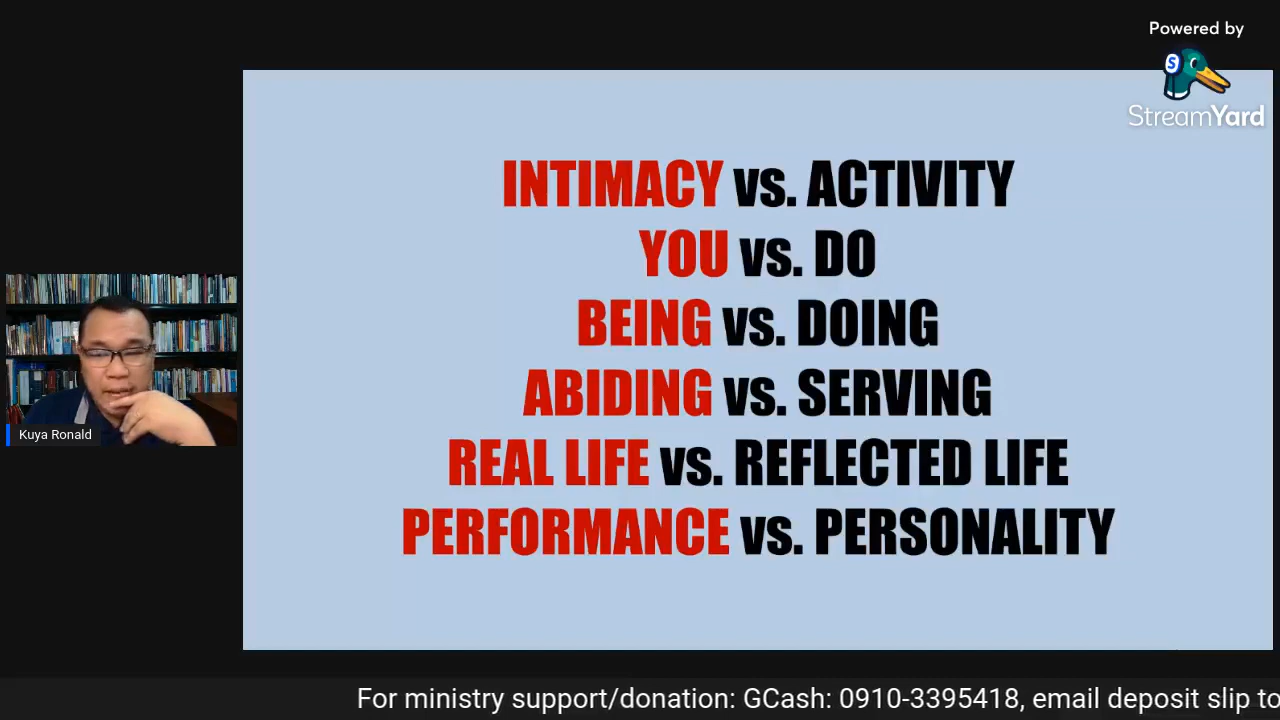 Powered by
StreamYard
INTIMACY vs. ACTIVITY
YOU vs. DO
BEING vs. DOING
ABIDING vs. SERVING
REAL LIFE vs. REFLECTED LIFE
PERFORMANCE vs. PERSONALITY
Kuya Ronald
For ministry support/donation: GCash: 0910-3395418, email deposit slip to